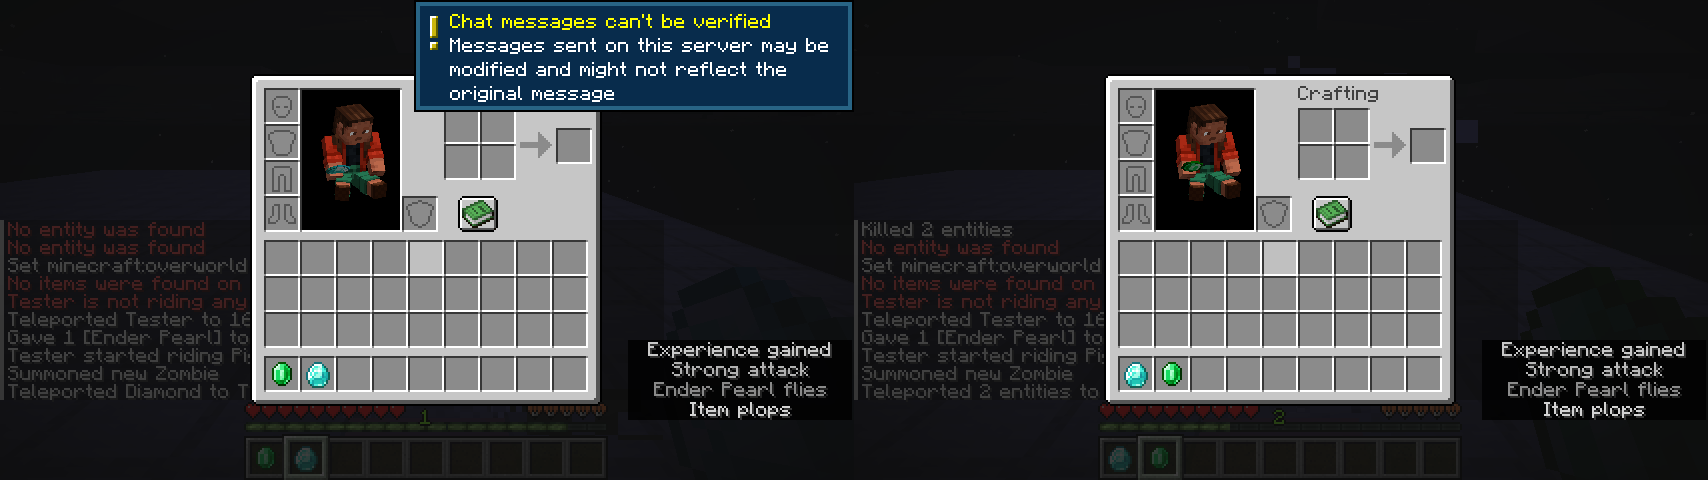 Chat messages can't be verified
Messages sent on this server may be
modified and might not reflect the
original message
No entity was found
No entity was found
Set minecraft:overworld
No items were found on
Tester is not riding any
Teleported Tester to 16
Gave 1 [Ender Pearl] to
Tester started riding Pi
Summoned new Zombie
Teleported Diamond to T
Experience gained
Strong attack
Ender Pearl flies
Item plops
1
Crafting
Killed 2 entities
No entity was found
Set minecraft:overworld
No items were found on
Tester is not riding any
Teleported Tester to 16
Gave 1 [Ender Pearl] to
Tester started riding Pi
Summoned new Zombie
Teleported 2 entities to
Experience gained
Strong attack
Ender Pearl flies
Item plops
2